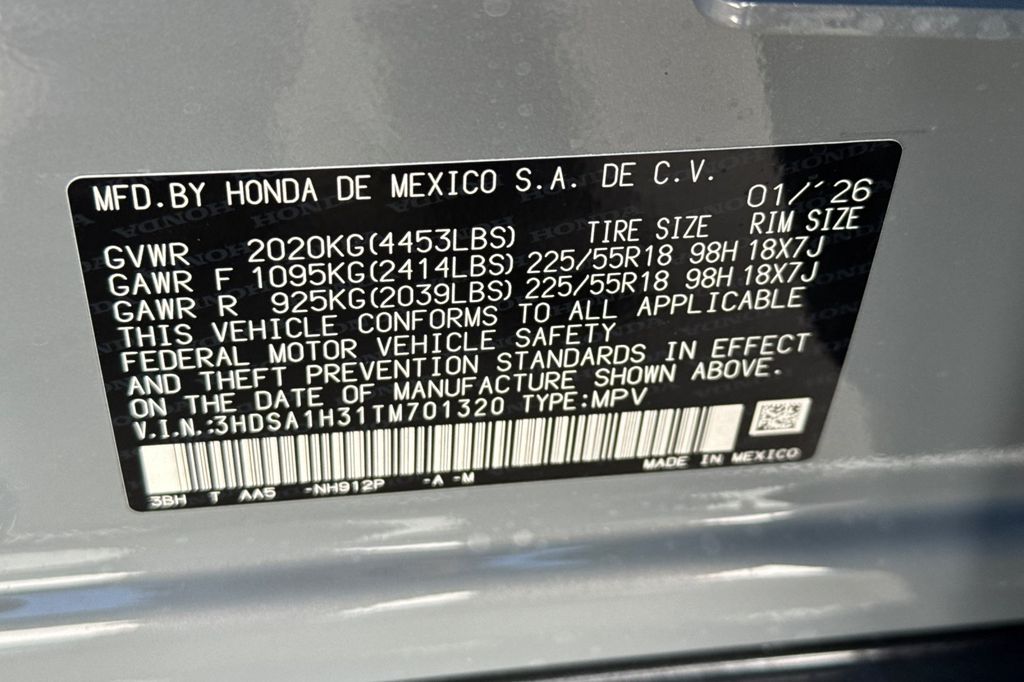 MFD.BY HONDA DE MEXICO S.A. DE C.V. 01/'26
TIRE SIZE RIM SIZE
GVWR 2020KG(4453LBS)
GAWR F 1095KG(2414LBS) 225/55R18 98H 18X7J
GAWR R 925KG(2039LBS) 225/55R18 98H 18X7J
THIS VEHICLE CONFORMS TO ALL APPLICABLE
FEDERAL MOTOR VEHICLE SAFETY
AND THEFT PREVENTION STANDARDS IN EFFECT
ON THE DATE OF MANUFACTURE SHOWN ABOVE.
V.I.N.:3HDSA1H31TM701320 TYPE:MPV
MADE IN MEXICO
3BH T AA5 -NH912P -A -M